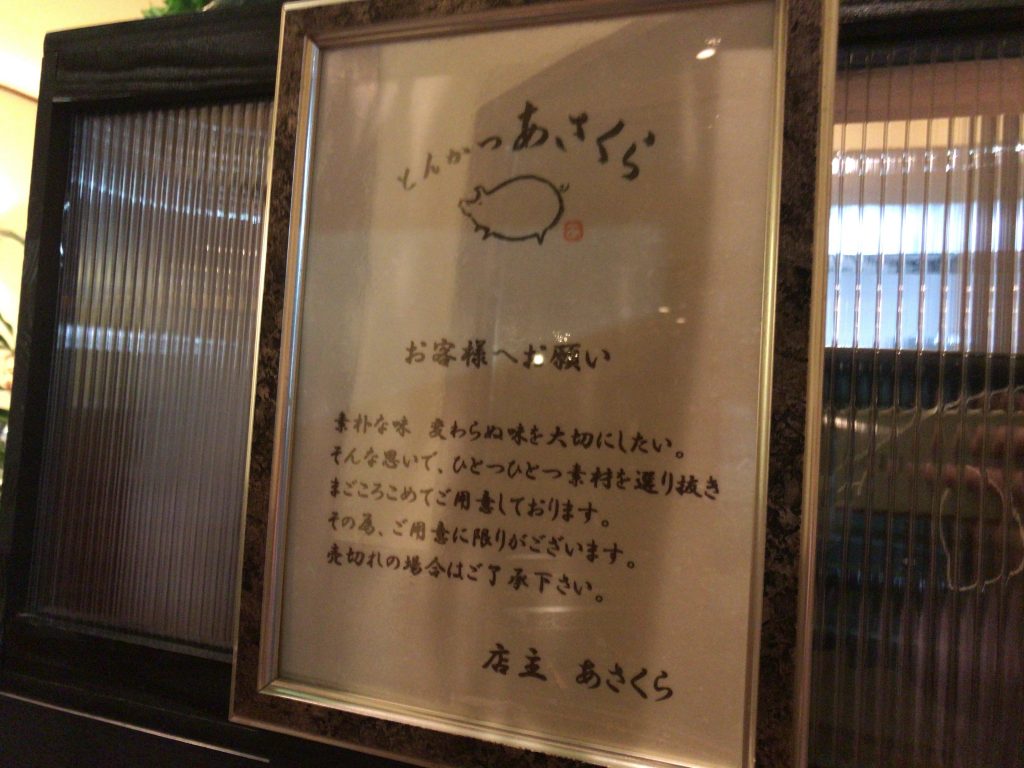 とんかつあさくら
お客様へお願い
素朴な味　変わらぬ味を大切にしたい。
そんな思いで、ひとつひとつ素材を選り抜き
まごころこめてご用意しております。
その為、ご用意に限りがございます。
売切れの場合はご了承下さい。
店主　あさくら